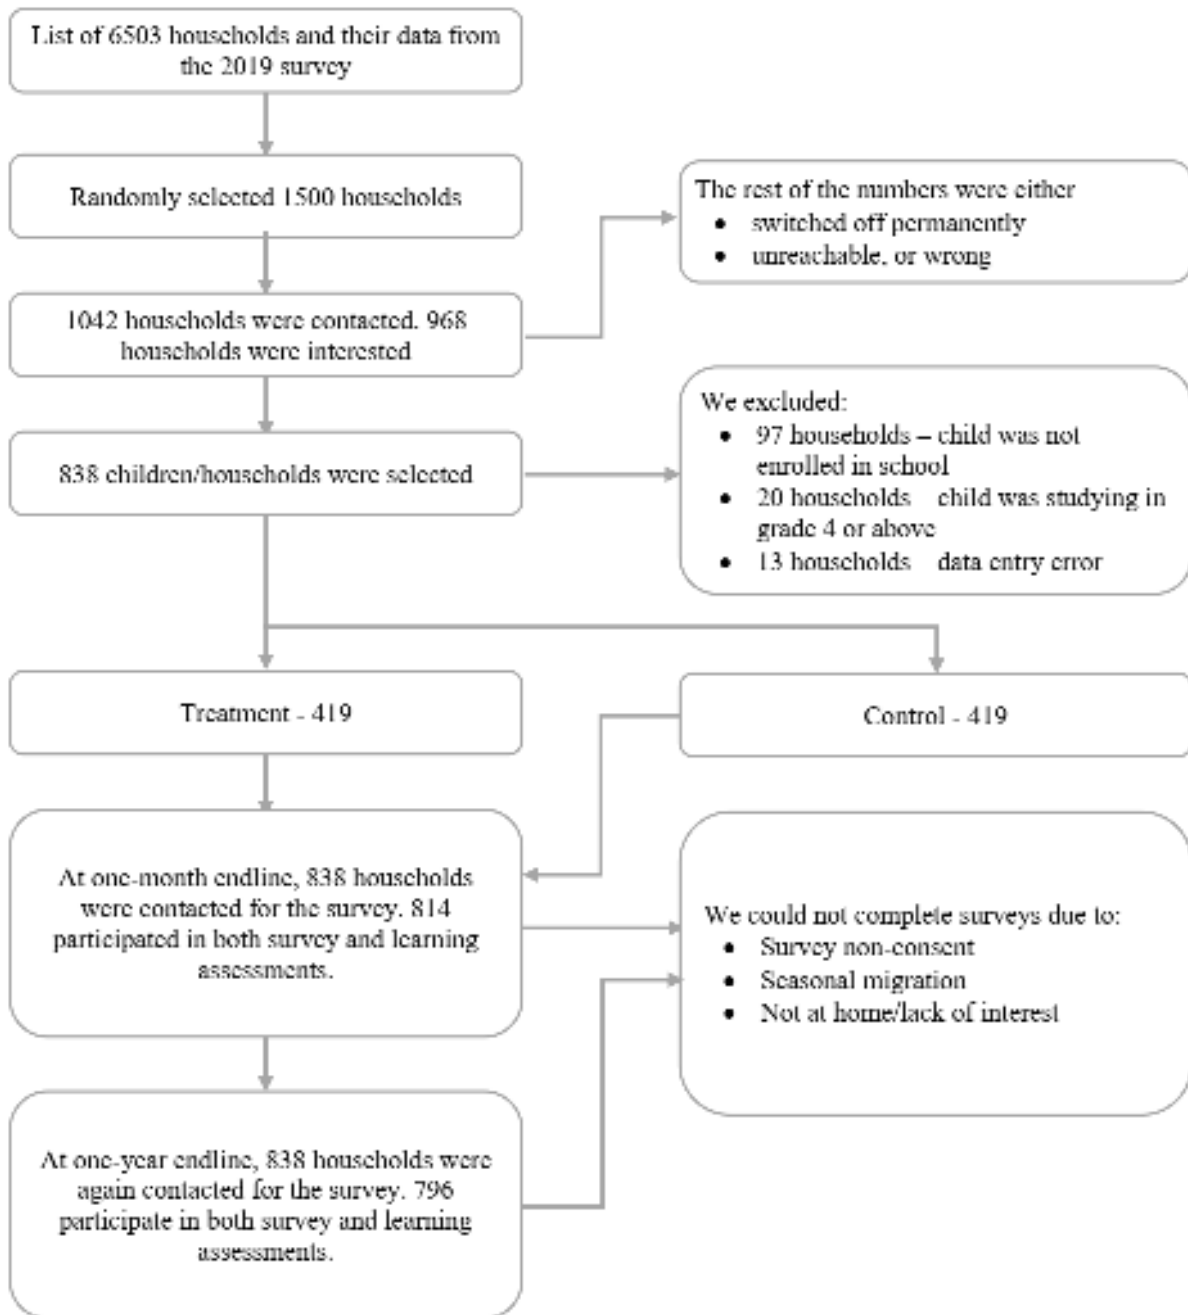 List of 6503 households and their data from
the 2019 survey
Randomly selected 1500 households
The rest of the numbers were either
• switched off permanently
• unreachable, or wrong
1042 households were contacted. 968
households were interested
We excluded:
• 97 households – child was not
enrolled in school
• 20 households – child was studying in
grade 4 or above
• 13 households – data entry error
838 children/households were selected
Treatment - 419
Control - 419
At one-month endline, 838 households
were contacted for the survey. 814
participated in both survey and learning
assessments.
We could not complete surveys due to:
• Survey non-consent
• Seasonal migration
• Not at home/lack of interest
At one-year endline, 838 households were
again contacted for the survey. 796
participate in both survey and learning
assessments.